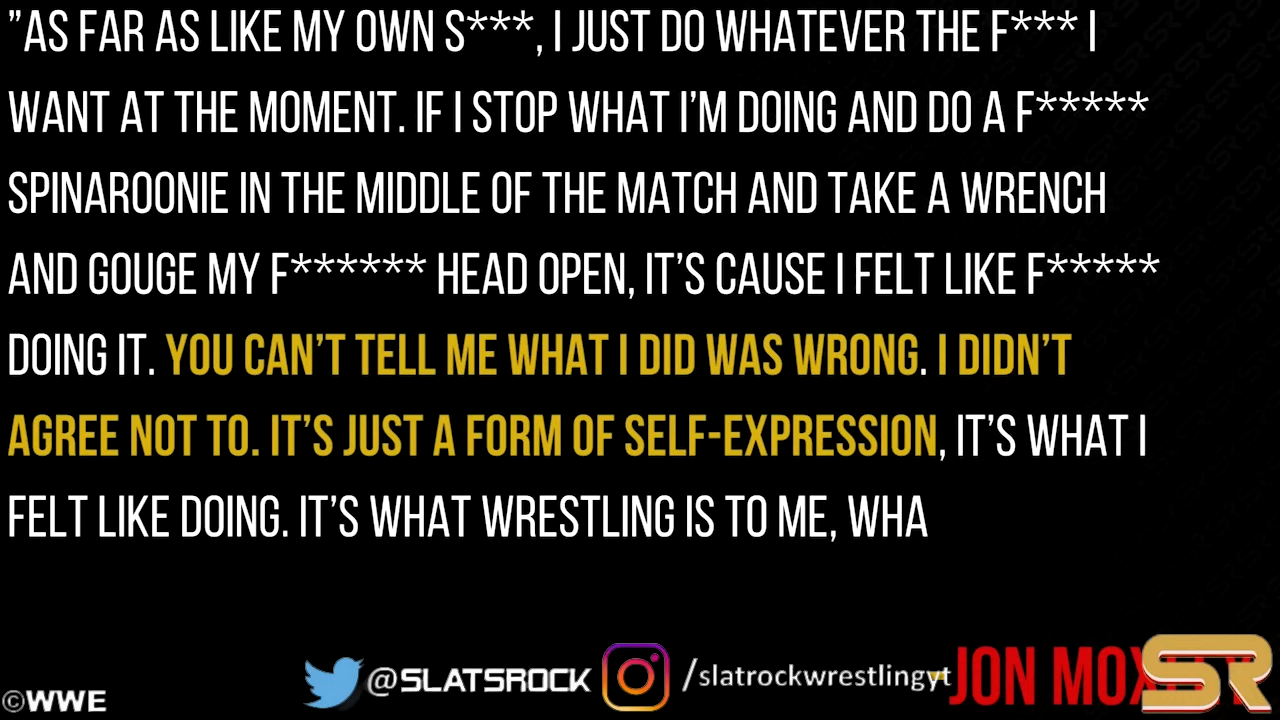 ”AS FAR AS LIKE MY OWN S***, I JUST DO WHATEVER THE F*** I
WANT AT THE MOMENT. IF I STOP WHAT I’M DOING AND DO A F*****
SPINAROONIE IN THE MIDDLE OF THE MATCH AND TAKE A WRENCH
AND GOUGE MY F****** HEAD OPEN, IT’S CAUSE I FELT LIKE F*****
DOING IT. YOU CAN’T TELL ME WHAT I DID WAS WRONG. I DIDN’T
AGREE NOT TO. IT’S JUST A FORM OF SELF-EXPRESSION, IT’S WHAT I
FELT LIKE DOING. IT’S WHAT WRESTLING IS TO ME, WHA
©WWE
@SLATSROCK
/slatrockwrestlingyt
JON
SR